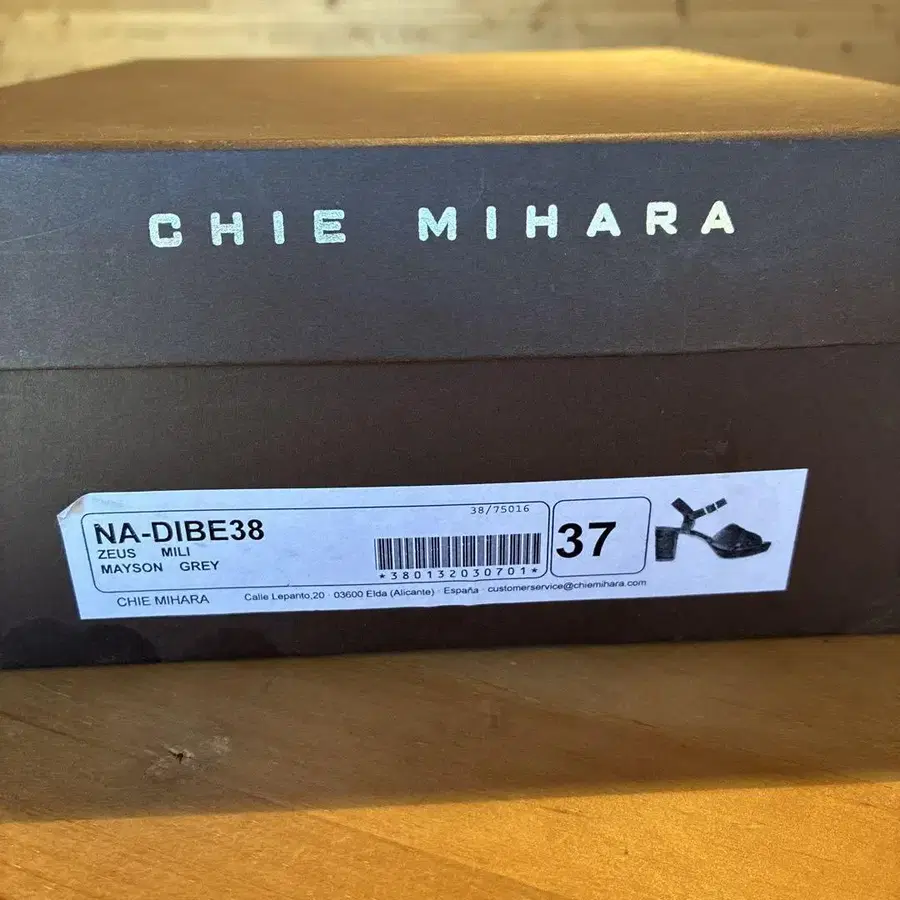 CHIE MIHARA
38/75016
NA-DIBE38
ZEUS MILI
MAYSON GREY
*380132030701*
37
CHIE MIHARA Calle Lepanto,20 · 03600 Elda (Alicante) · España · customerservice@chiemihara.com